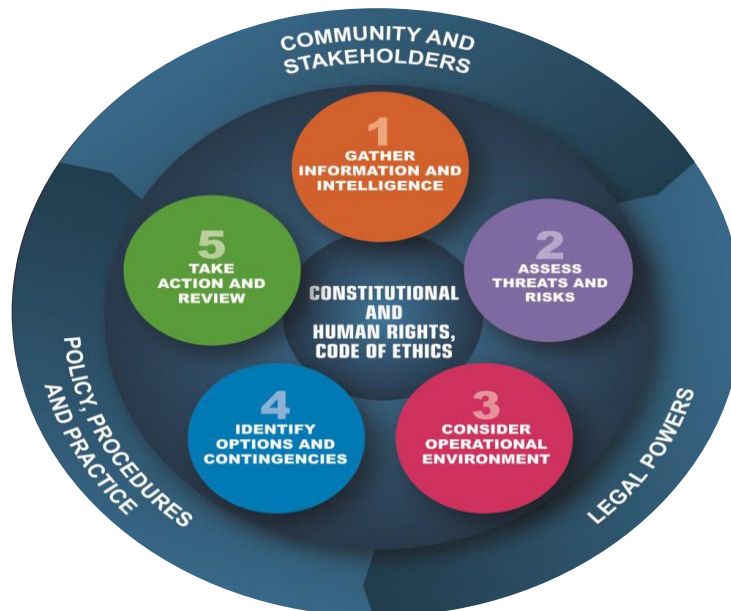 COMMUNITY AND
STAKEHOLDERS
1
GATHER
INFORMATION AND
INTELLIGENCE
2
ASSESS
THREATS AND
RISKS
3
CONSIDER
OPERATIONAL
ENVIRONMENT
4
IDENTIFY
OPTIONS AND
CONTINGENCIES
5
TAKE
ACTION AND
REVIEW
CONSTITUTIONAL
AND
HUMAN RIGHTS,
CODE OF ETHICS
LEGAL POWERS
POLICY, PROCEDURES
AND PRACTICE